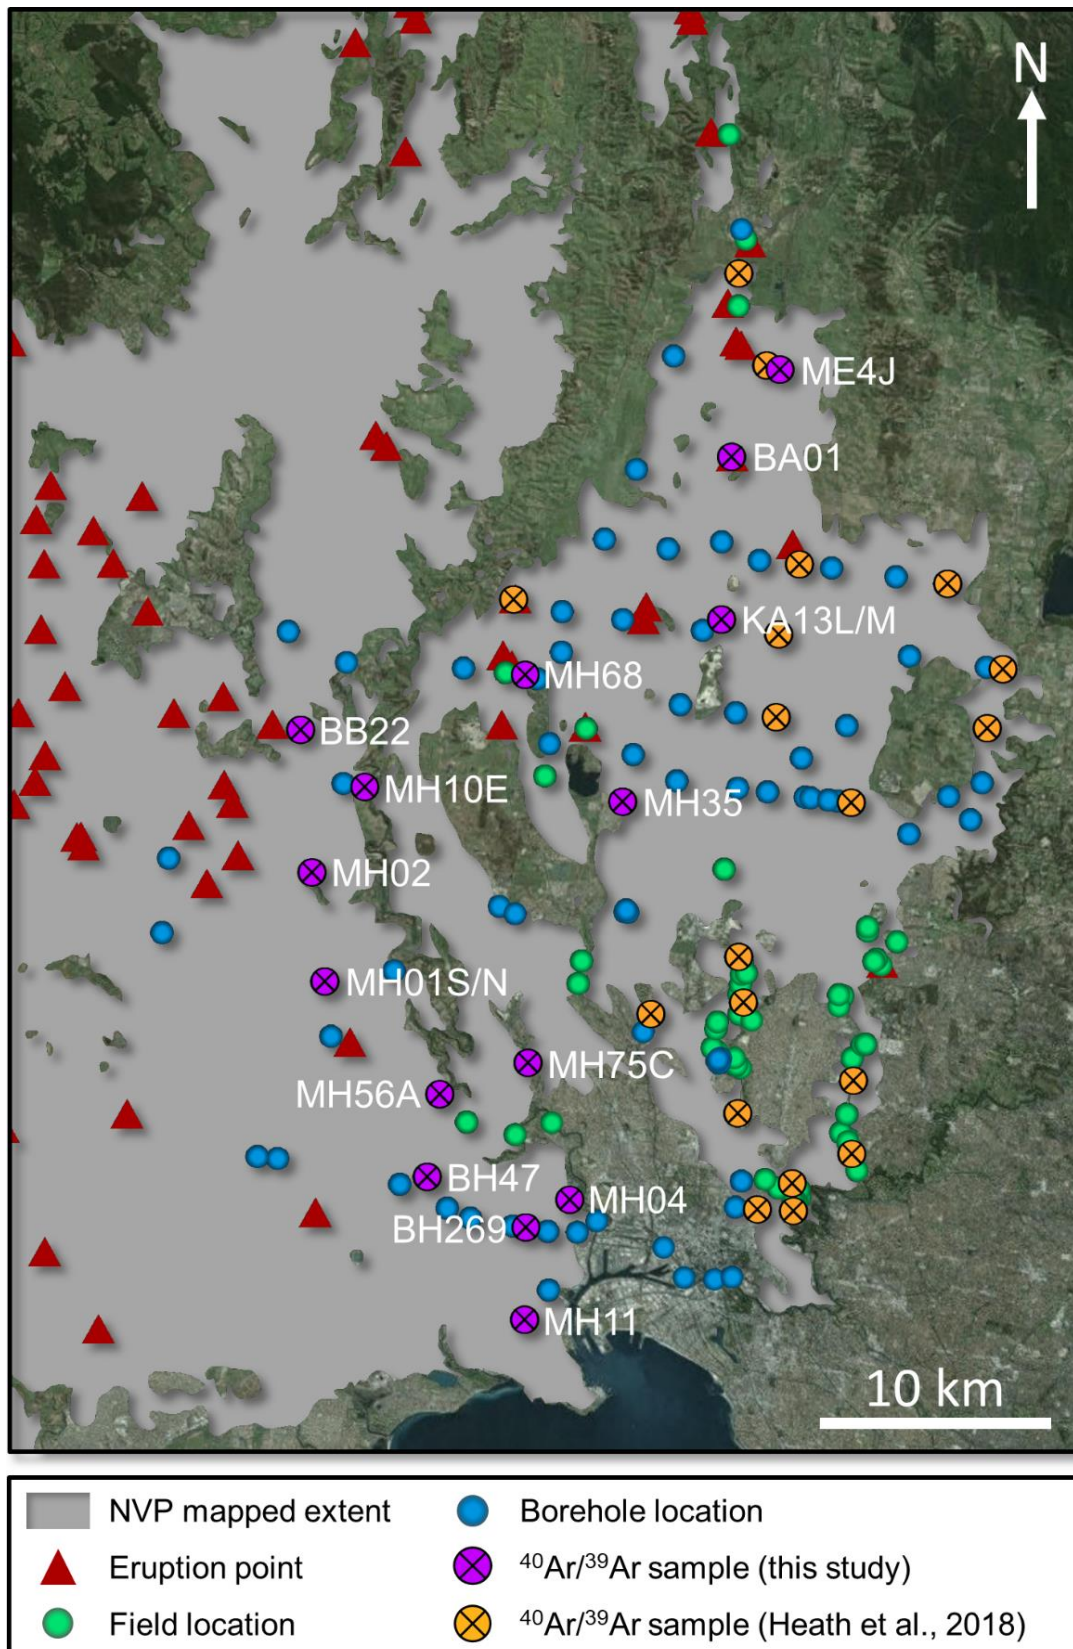 N
ME4J
BA01
KA13L/M
MH68
BB22
MH10E
MH35
MH02
MH01S/N
MH75C
MH56A
BH47
MH04
BH269
MH11
10 km
NVP mapped extent
Borehole location
Eruption point
⁴⁰Ar/³⁹Ar sample (this study)
Field location
⁴⁰Ar/³⁹Ar sample (Heath et al., 2018)